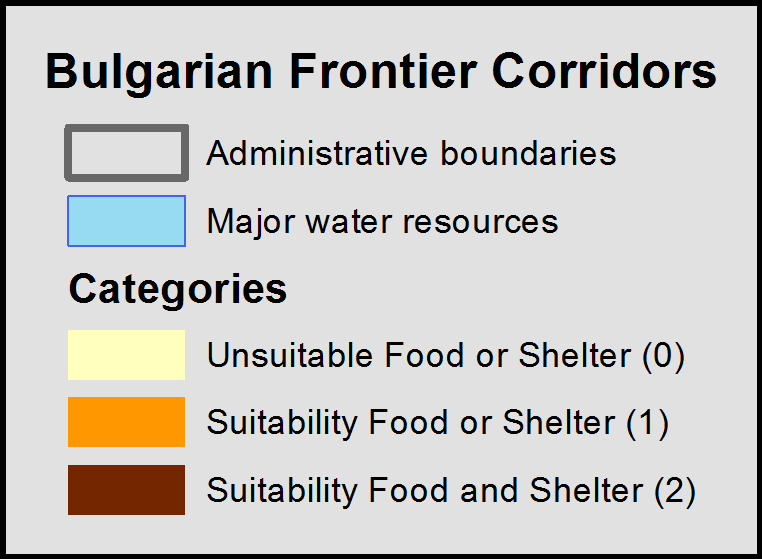 Bulgarian Frontier Corridors
Administrative boundaries
Major water resources
Categories
Unsuitable Food or Shelter (0)
Suitability Food or Shelter (1)
Suitability Food and Shelter (2)